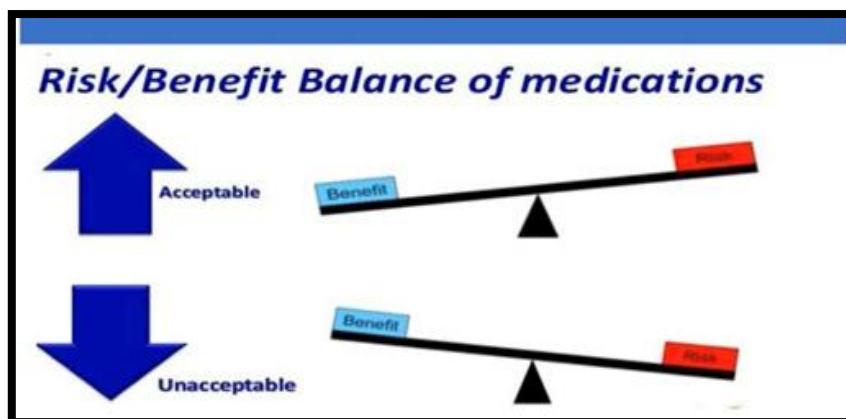 Risk/Benefit Balance of medications
Acceptable
Benefit
Risk
Benefit
Risk
Unacceptable